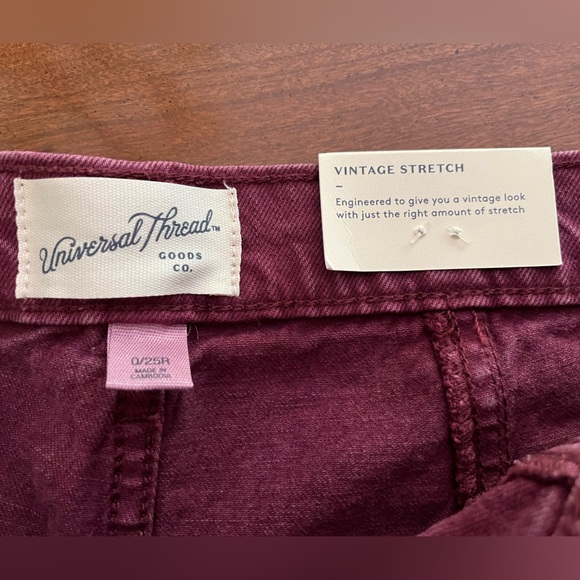 Universal Thread™
GOODS
CO.
0/25R
MADE IN
CAMBODIA
VINTAGE STRETCH
–
Engineered to give you a vintage look
with just the right amount of stretch